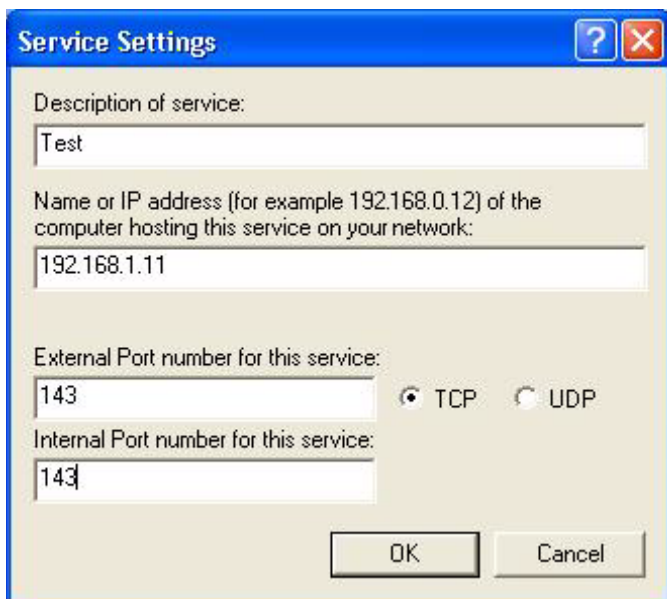 Service Settings
?
Description of service:
Test
Name or IP address (for example 192.168.0.12) of the
computer hosting this service on your network:
192.168.1.11
External Port number for this service:
143
TCP UDP
Internal Port number for this service:
143
OK Cancel